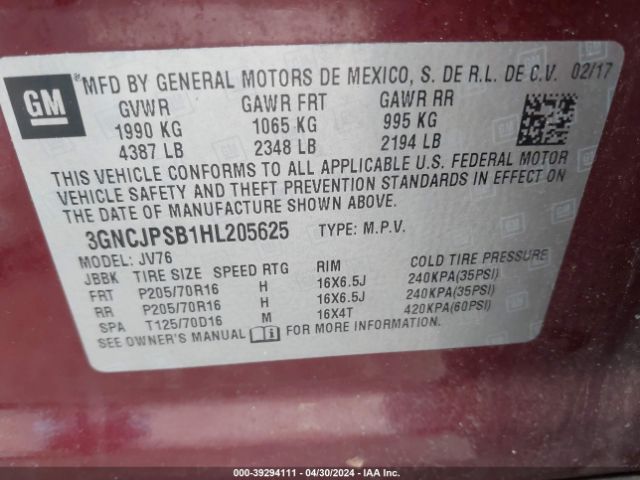 GM
® MFD BY GENERAL MOTORS DE MEXICO, S. DE R.L. DE C.V. 02/17
GVWR GAWR FRT GAWR RR
1990 KG 1065 KG 995 KG
4387 LB 2348 LB 2194 LB
THIS VEHICLE CONFORMS TO ALL APPLICABLE U.S. FEDERAL MOTOR
VEHICLE SAFETY AND THEFT PREVENTION STANDARDS IN EFFECT ON
THE DATE OF MANUFACTURE SHOWN ABOVE.
3GNCJPSB1HL205625 TYPE: M.P.V.
MODEL: JV76
JBBK TIRE SIZE SPEED RTG RIM COLD TIRE PRESSURE
FRT P205/70R16 H 16X6.5J 240KPA(35PSI)
RR P205/70R16 H 16X6.5J 240KPA(35PSI)
SPA T125/70D16 M 16X4T 420KPA(60PSI)
SEE OWNER'S MANUAL FOR MORE INFORMATION.
000-39294111 - 04/30/2024 - IAA Inc.